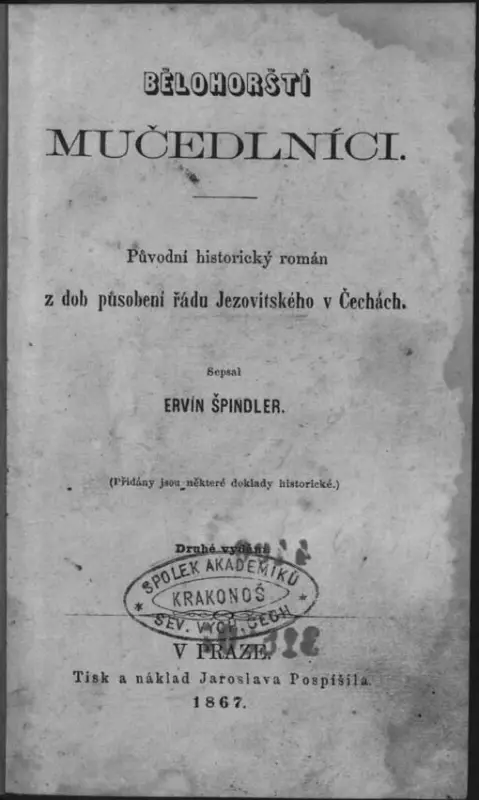 BĚLOHORŠTÍ
MUČEDLNÍCI.
Původní historický román
z dob působení řádu Jezovitského v Čechách.
Sepsal
ERVÍN ŠPINDLER.
(Přidány jsou některé doklady historické.)
Druhé vydání
SPOLEK AKADEMIKŮ
KRAKONOŠ
* SEV. VÝCH. ČECH *
V PRAZE.
Tisk a náklad Jaroslava Pospíšila.
1867.